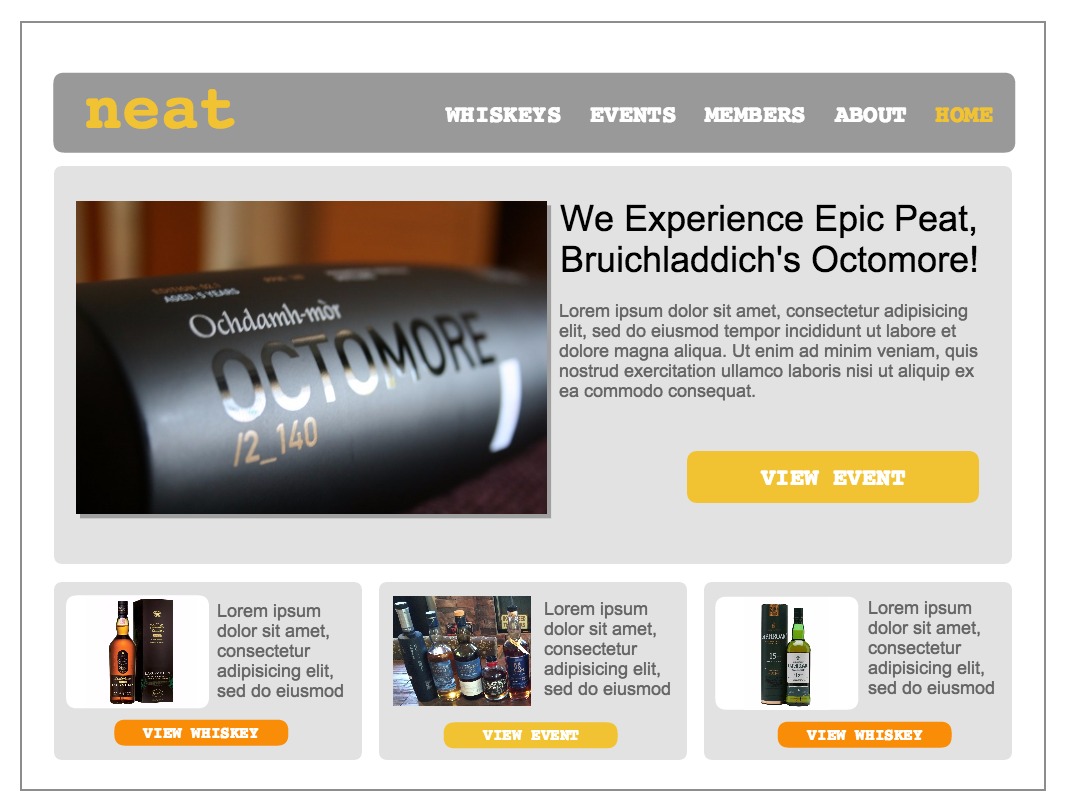 neat
WHISKEYS EVENTS MEMBERS ABOUT HOME
AGED: 5 YEARS
Ochdamh-mòr
OCTOMORE
/2_140
We Experience Epic Peat,
Bruichladdich's Octomore!
Lorem ipsum dolor sit amet, consectetur adipisicing
elit, sed do eiusmod tempor incididunt ut labore et
dolore magna aliqua. Ut enim ad minim veniam, quis
nostrud exercitation ullamco laboris nisi ut aliquip ex
ea commodo consequat.
VIEW EVENT
Lorem ipsum
dolor sit amet,
consectetur
adipisicing elit,
sed do eiusmod
VIEW WHISKEY
Lorem ipsum
dolor sit amet,
consectetur
adipisicing elit,
sed do eiusmod
VIEW EVENT
15
Lorem ipsum
dolor sit amet,
consectetur
adipisicing elit,
sed do eiusmod
VIEW WHISKEY